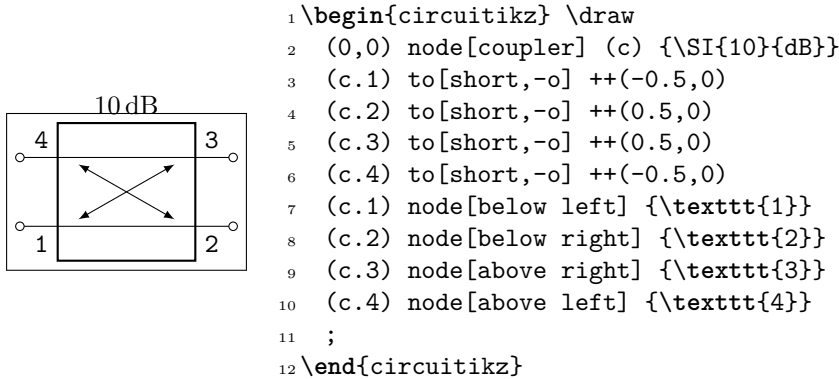 10 dB
4 3
1 2
1 \begin{circuitikz} \draw
2 (0,0) node[coupler] (c) {\SI{10}{dB}}
3 (c.1) to[short,-o] ++(-0.5,0)
4 (c.2) to[short,-o] ++(0.5,0)
5 (c.3) to[short,-o] ++(0.5,0)
6 (c.4) to[short,-o] ++(-0.5,0)
7 (c.1) node[below left] {\texttt{1}}
8 (c.2) node[below right] {\texttt{2}}
9 (c.3) node[above right] {\texttt{3}}
10 (c.4) node[above left] {\texttt{4}}
11 ;
12 \end{circuitikz}